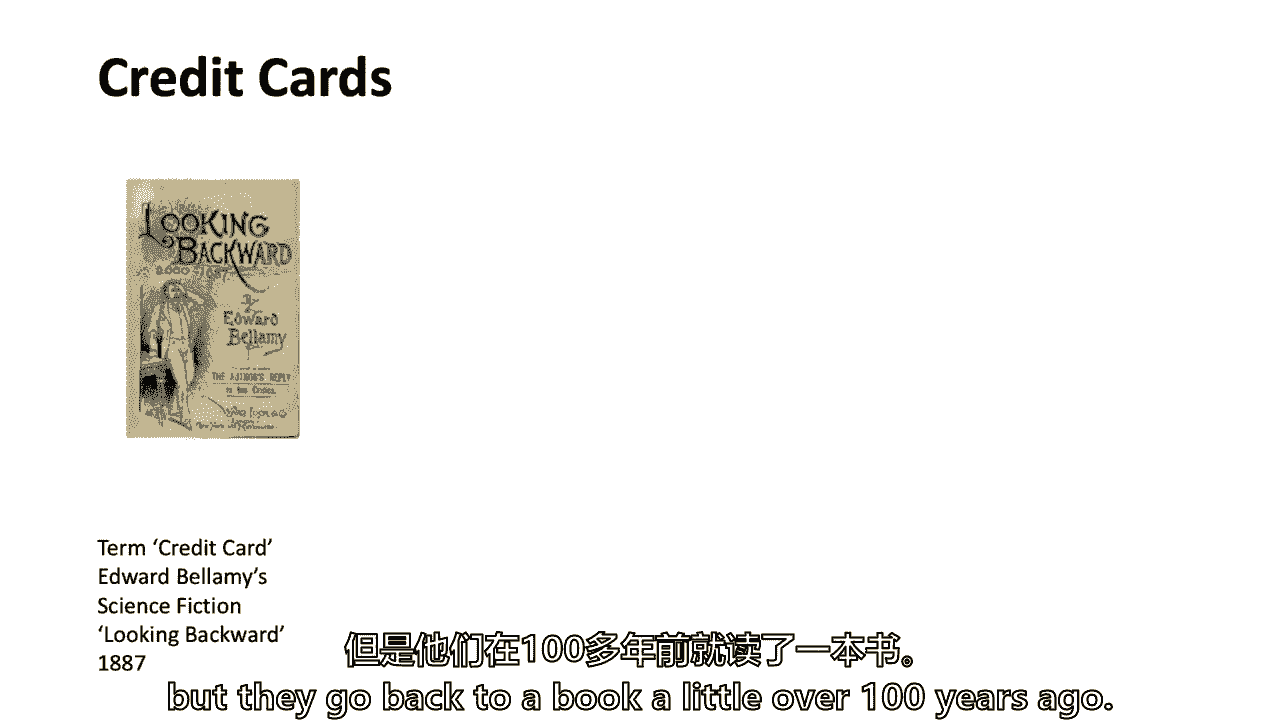 Credit Cards
LOOKING
BACKWARD
2000-1887
By
Edward
Bellamy
THE AUTHOR'S REPLY
to his Critics.
Term ‘Credit Card’
Edward Bellamy’s
Science Fiction
‘Looking Backward’
1887
但是他们在100多年前就读了一本书。
but they go back to a book a little over 100 years ago.